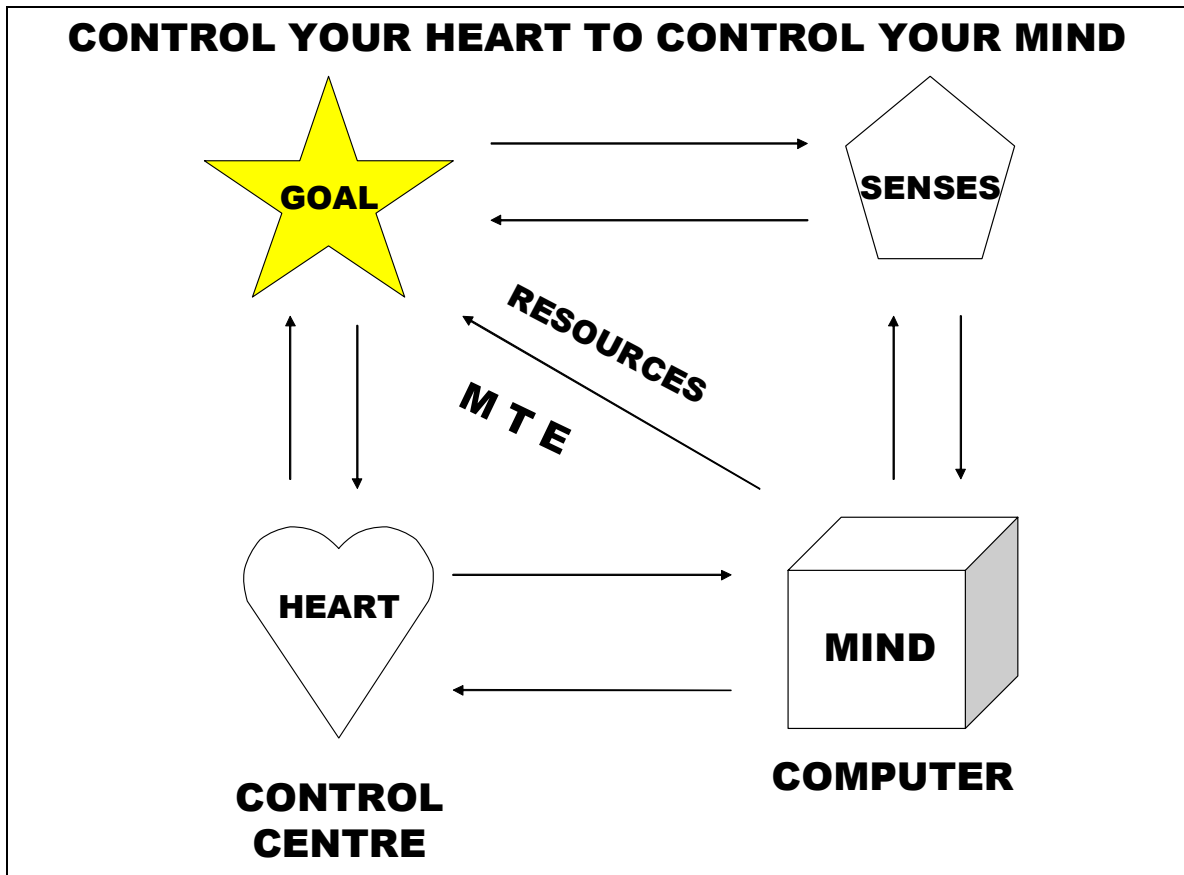 CONTROL YOUR HEART TO CONTROL YOUR MIND
GOAL
SENSES
RESOURCES
M T E
HEART
MIND
CONTROL
CENTRE
COMPUTER